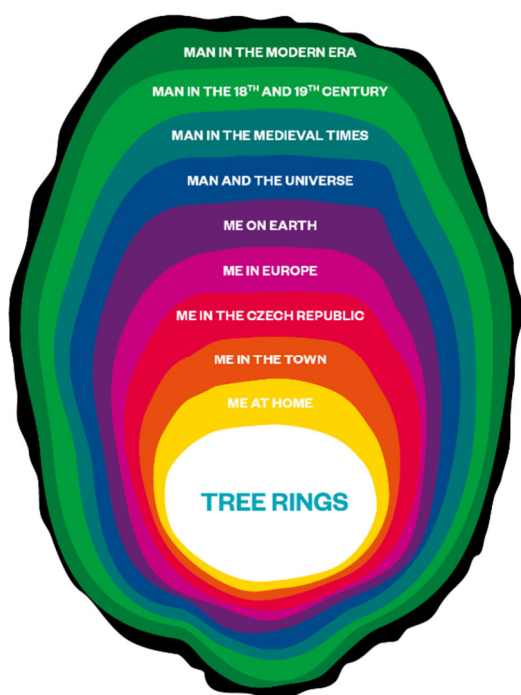 MAN IN THE MODERN ERA
MAN IN THE 18TH AND 19TH CENTURY
MAN IN THE MEDIEVAL TIMES
MAN AND THE UNIVERSE
ME ON EARTH
ME IN EUROPE
ME IN THE CZECH REPUBLIC
ME IN THE TOWN
ME AT HOME
TREE RINGS